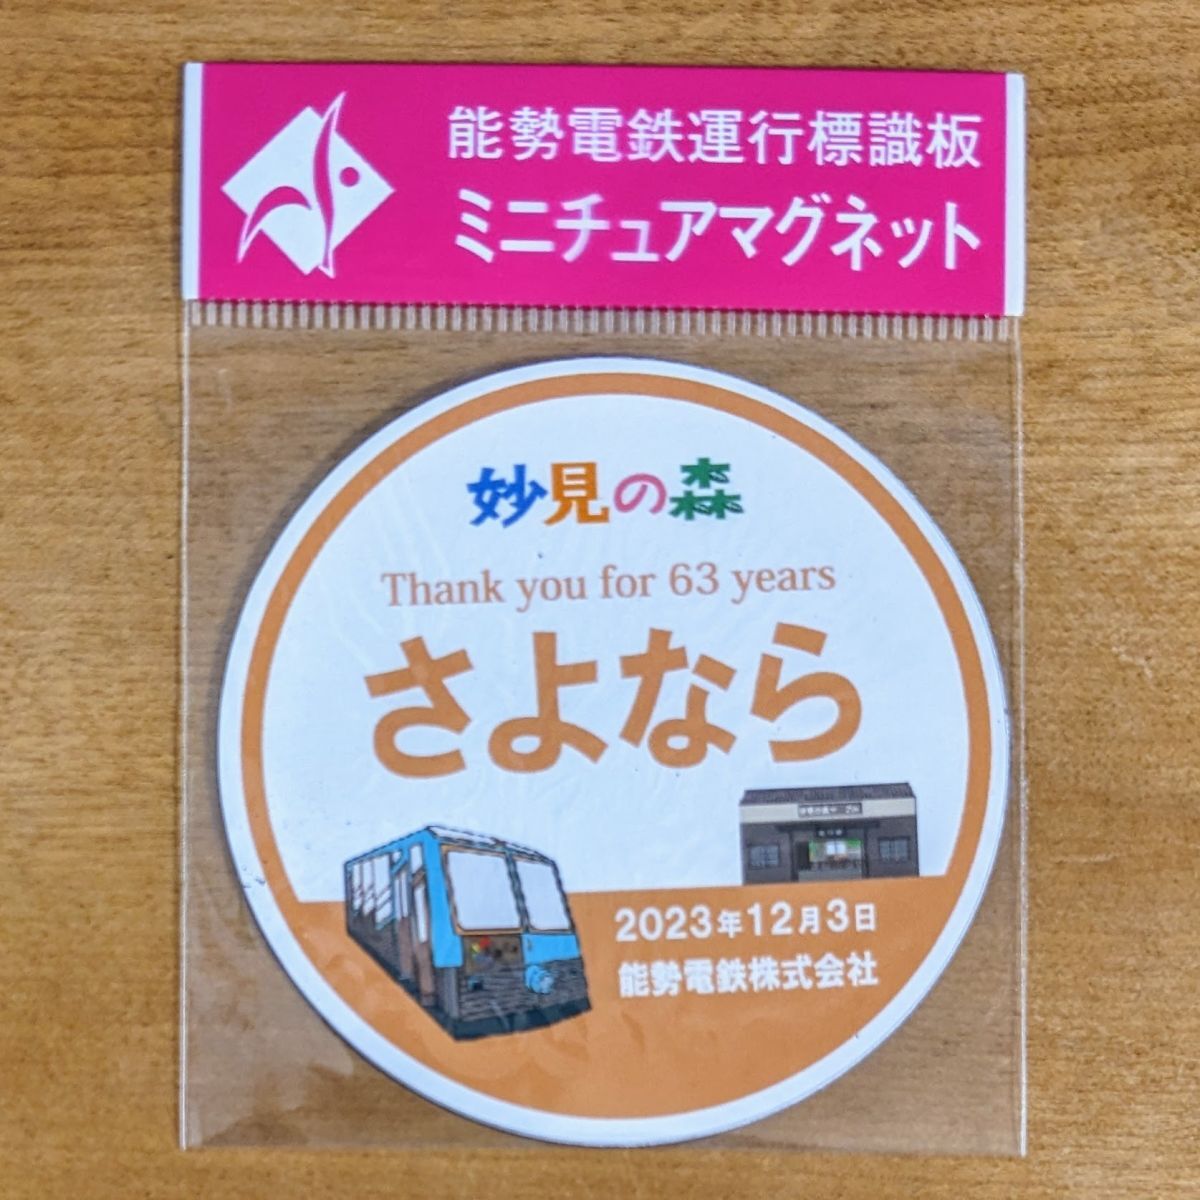 能勢電鉄運行標識板
ミニチュアマグネット
妙見の森
Thank you for 63 years
さよなら
2023年12月3日
能勢電鉄株式会社